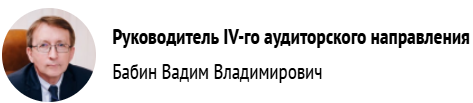 Руководитель IV-го аудиторского направления
Бабин Вадим Владимирович